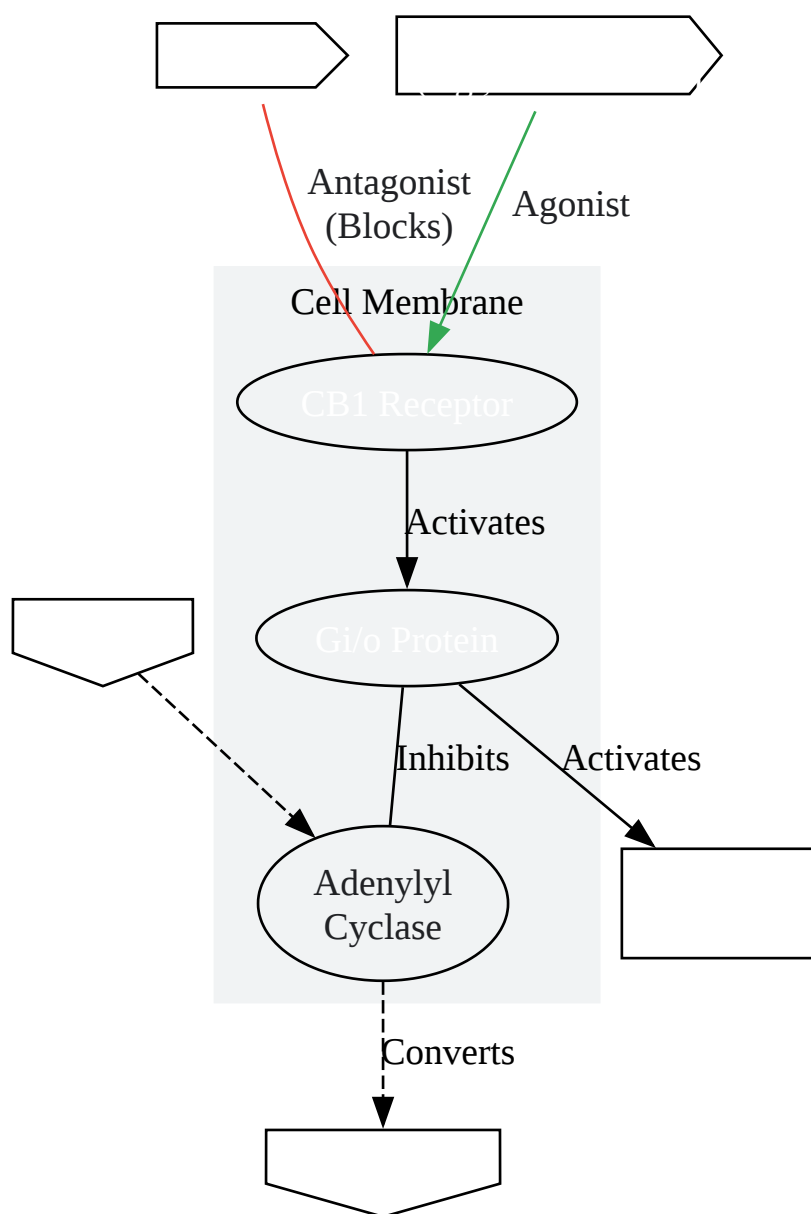 Antagonist
(Blocks)
Agonist
Cell Membrane
CB1 Receptor
Activates
Gi/o Protein
Inhibits
Activates
Adenylyl
Cyclase
Converts